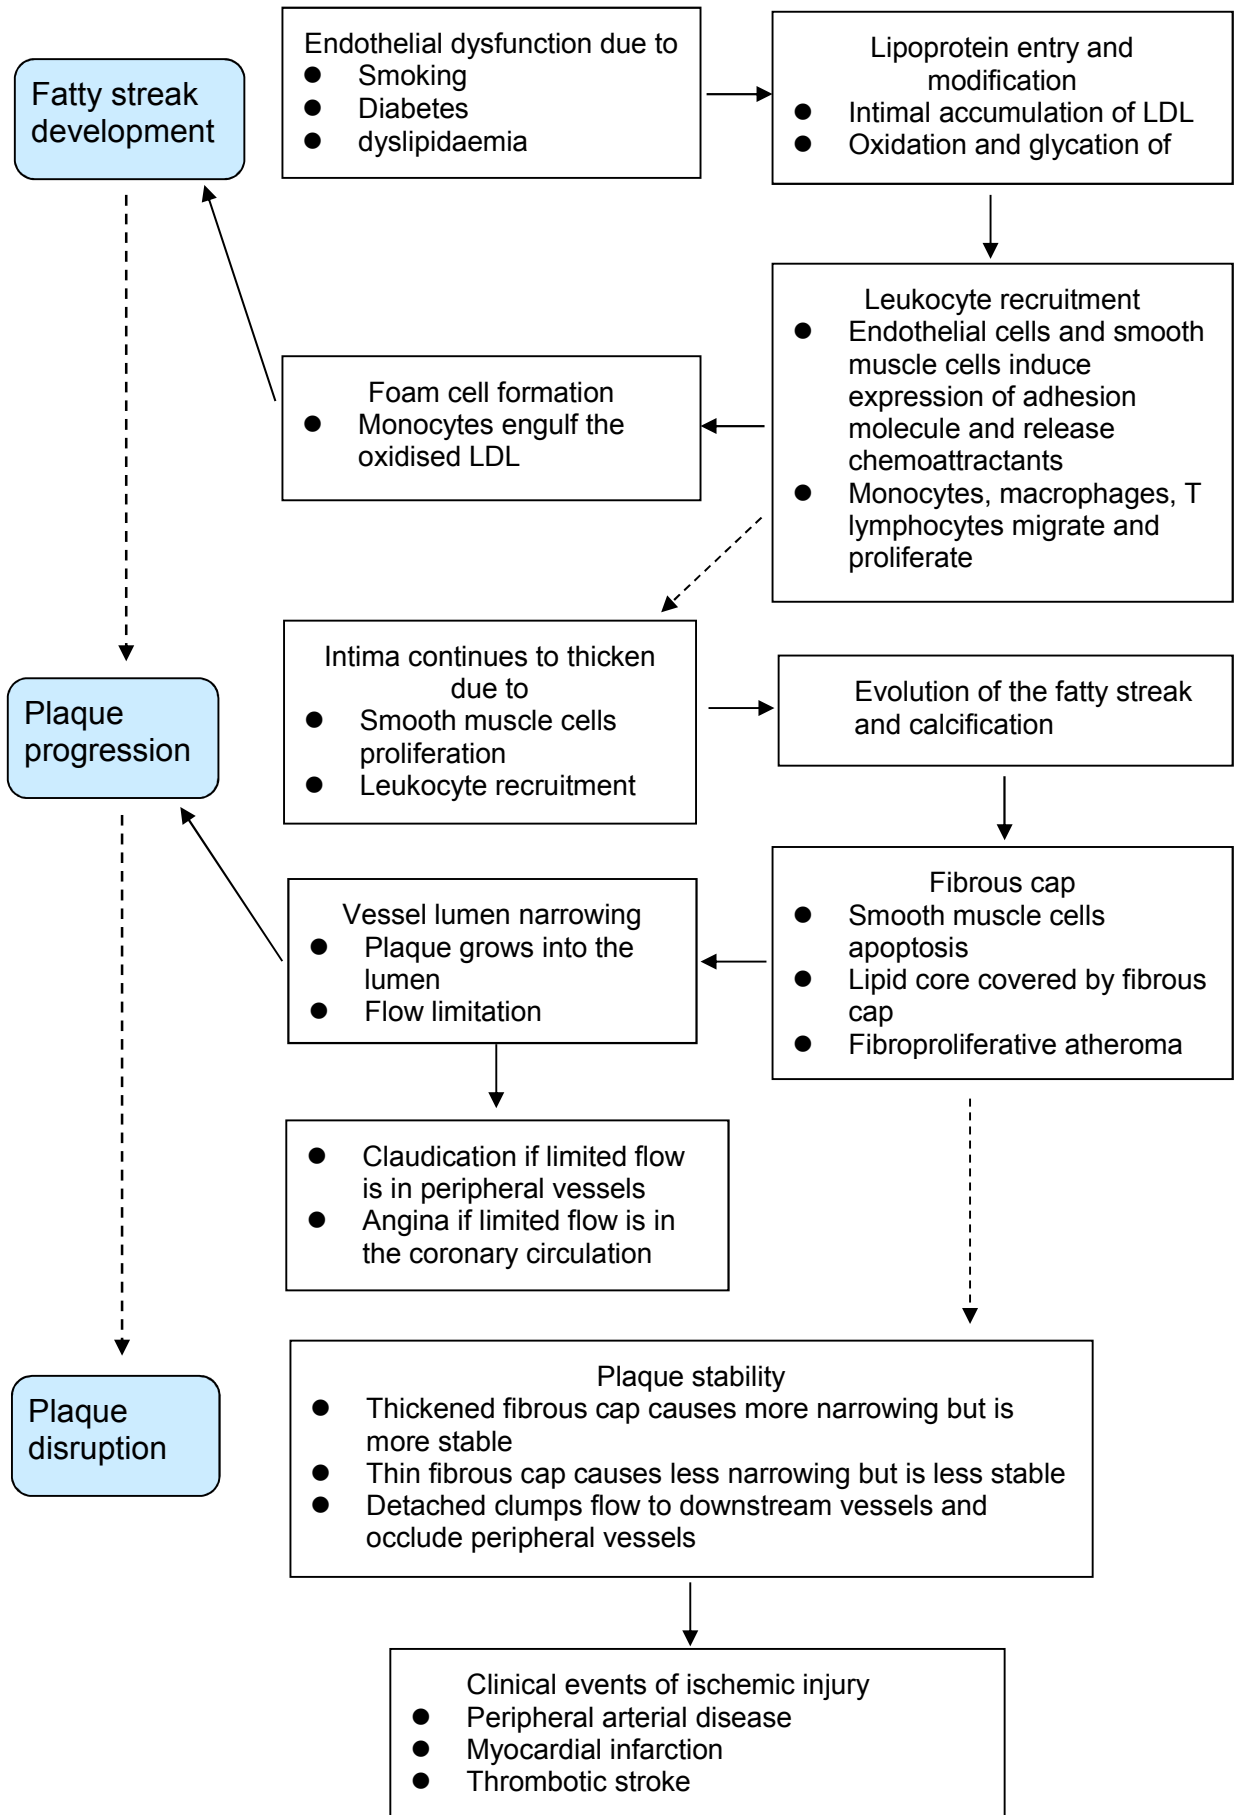 Fatty streak
development
Endothelial dysfunction due to
● Smoking
● Diabetes
● dyslipidaemia
Lipoprotein entry and
modification
● Intimal accumulation of LDL
● Oxidation and glycation of
Leukocyte recruitment
● Endothelial cells and smooth
muscle cells induce
expression of adhesion
molecule and release
chemoattractants
● Monocytes, macrophages, T
lymphocytes migrate and
proliferate
Foam cell formation
● Monocytes engulf the
oxidised LDL
Plaque
progression
Intima continues to thicken
due to
● Smooth muscle cells
proliferation
● Leukocyte recruitment
Evolution of the fatty streak
and calcification
Fibrous cap
● Smooth muscle cells
apoptosis
● Lipid core covered by fibrous
cap
● Fibroproliferative atheroma
Vessel lumen narrowing
● Plaque grows into the
lumen
● Flow limitation
● Claudication if limited flow
is in peripheral vessels
● Angina if limited flow is in
the coronary circulation
Plaque
disruption
Plaque stability
● Thickened fibrous cap causes more narrowing but is
more stable
● Thin fibrous cap causes less narrowing but is less stable
● Detached clumps flow to downstream vessels and
occlude peripheral vessels
Clinical events of ischemic injury
● Peripheral arterial disease
● Myocardial infarction
● Thrombotic stroke